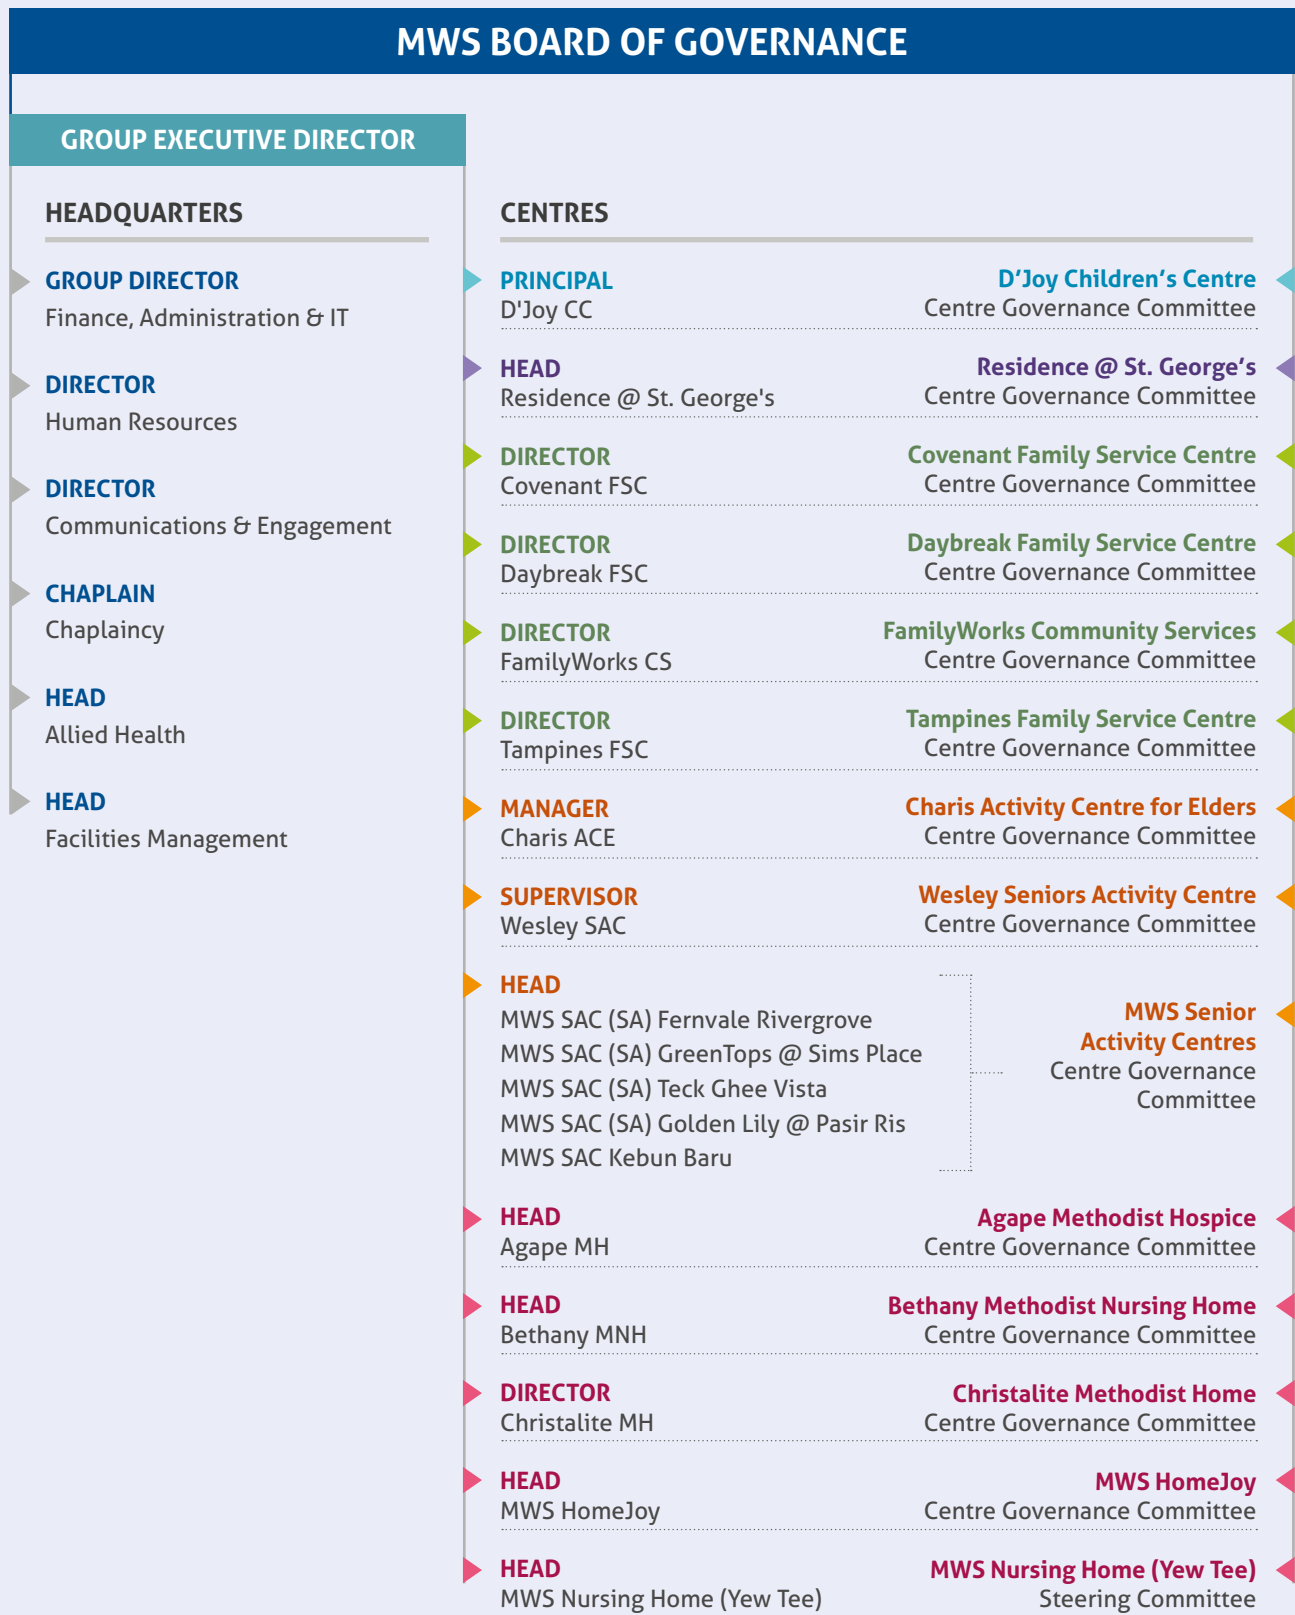 MWS BOARD OF GOVERNANCE
GROUP EXECUTIVE DIRECTOR
HEADQUARTERS
GROUP DIRECTOR
Finance, Administration & IT
DIRECTOR
Human Resources
DIRECTOR
Communications & Engagement
CHAPLAIN
Chaplaincy
HEAD
Allied Health
HEAD
Facilities Management
CENTRES
PRINCIPAL
D'Joy CC
D’Joy Children’s Centre
Centre Governance Committee
HEAD
Residence @ St. George's
Residence @ St. George’s
Centre Governance Committee
DIRECTOR
Covenant FSC
Covenant Family Service Centre
Centre Governance Committee
DIRECTOR
Daybreak FSC
Daybreak Family Service Centre
Centre Governance Committee
DIRECTOR
FamilyWorks CS
FamilyWorks Community Services
Centre Governance Committee
DIRECTOR
Tampines FSC
Tampines Family Service Centre
Centre Governance Committee
MANAGER
Charis ACE
Charis Activity Centre for Elders
Centre Governance Committee
SUPERVISOR
Wesley SAC
Wesley Seniors Activity Centre
Centre Governance Committee
HEAD
MWS SAC (SA) Fernvale Rivergrove
MWS SAC (SA) GreenTops @ Sims Place
MWS SAC (SA) Teck Ghee Vista
MWS SAC (SA) Golden Lily @ Pasir Ris
MWS SAC Kebun Baru
MWS Senior
Activity Centres
Centre Governance
Committee
HEAD
Agape MH
Agape Methodist Hospice
Centre Governance Committee
HEAD
Bethany MNH
Bethany Methodist Nursing Home
Centre Governance Committee
DIRECTOR
Christalite MH
Christalite Methodist Home
Centre Governance Committee
HEAD
MWS HomeJoy
MWS HomeJoy
Centre Governance Committee
HEAD
MWS Nursing Home (Yew Tee)
MWS Nursing Home (Yew Tee)
Steering Committee